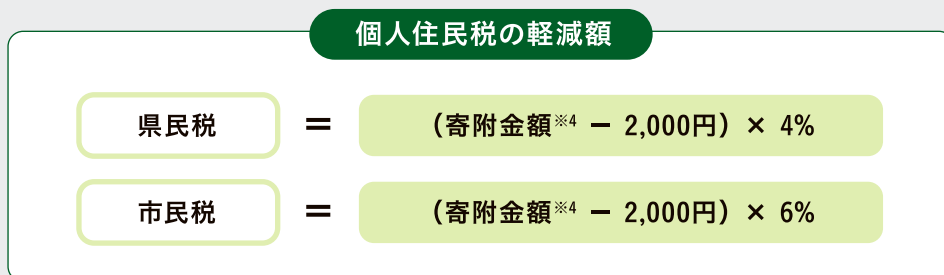 個人住民税の軽減額
県民税 = （寄附金額※4 − 2,000円）× 4%
市民税 = （寄附金額※4 − 2,000円）× 6%